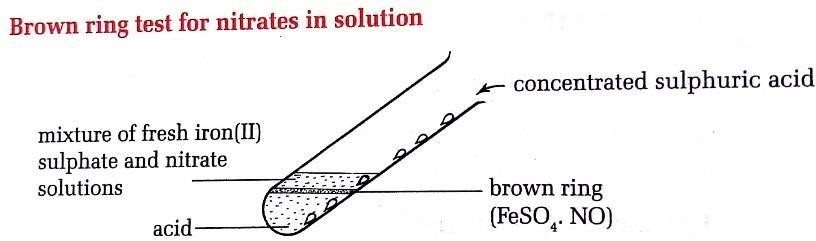 Brown ring test for nitrates in solution
concentrated sulphuric acid
mixture of fresh iron(II)
sulphate and nitrate
solutions
brown ring
(FeSO₄. NO)
acid